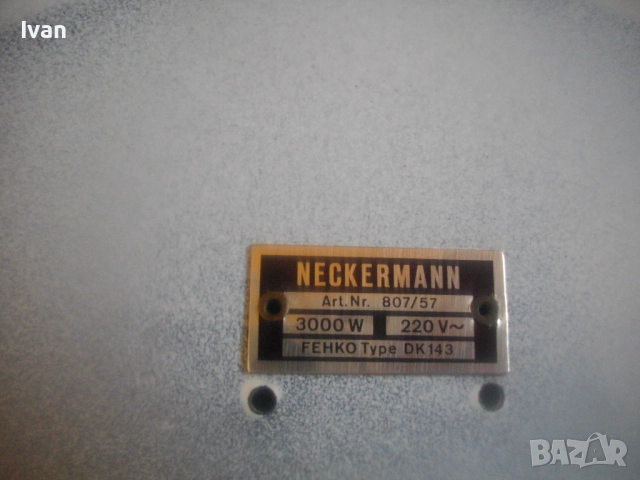 Ivan
NECKERMANN
Art.Nr. 807/57
3000 W 220 V~
FEHKO Type DK143
BAZAR